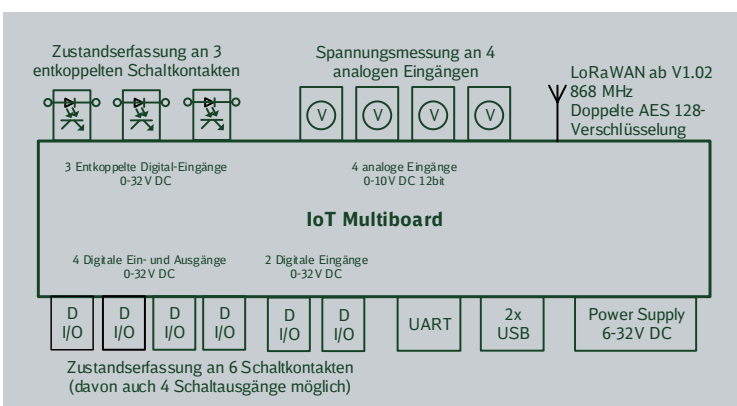 Zustandserfassung an 3
entkoppelten Schaltkontakten
Spannungsmessung an 4
analogen Eingängen
LoRaWAN ab V1.02
868 MHz
Doppelte AES 128-
Verschlüsselung
V
V
V
V
3 Entkoppelte Digital-Eingänge
0-32V DC
4 analoge Eingänge
0-10V DC 12bit
IoT Multiboard
4 Digitale Ein- und Ausgänge
0-32V DC
2 Digitale Eingänge
0-32V DC
D
I/O
D
I/O
D
I/O
D
I/O
D
I/O
D
I/O
UART
2x
USB
Power Supply
6-32V DC
Zustandserfassung an 6 Schaltkontakten
(davon auch 4 Schaltausgänge möglich)